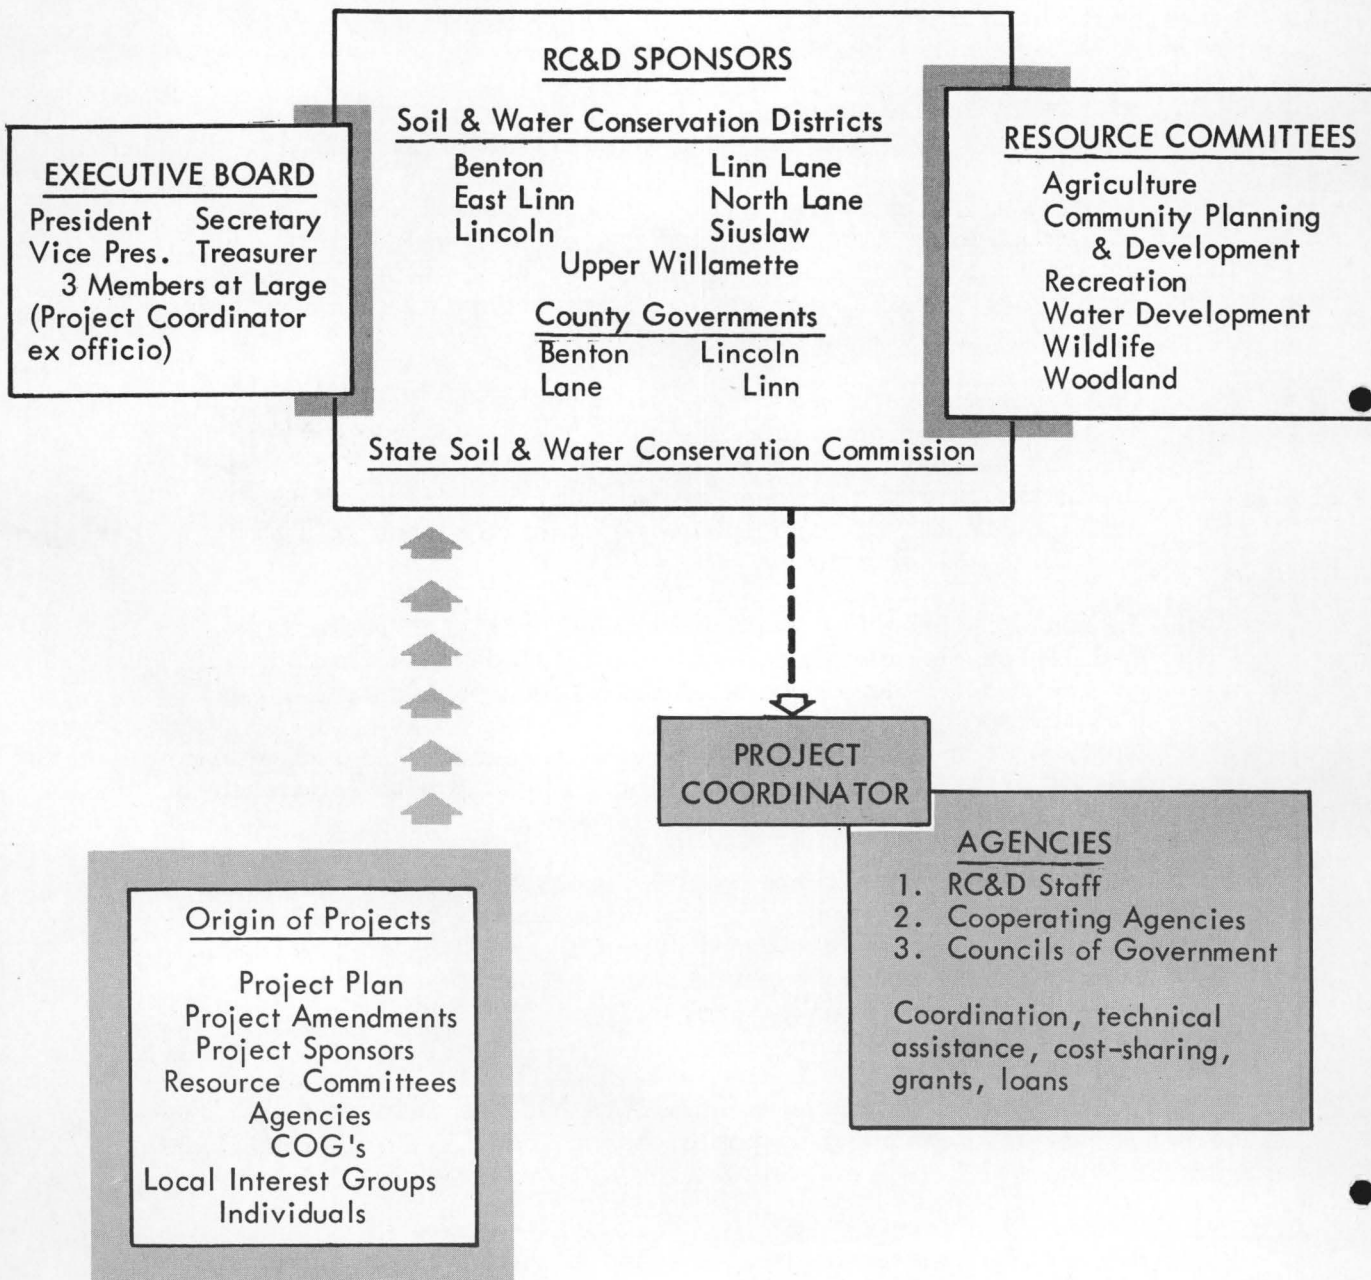 RC&D SPONSORS
Soil & Water Conservation Districts
Benton Linn Lane
East Linn North Lane
Lincoln Siuslaw
Upper Willamette
County Governments
Benton Lincoln
Lane Linn
State Soil & Water Conservation Commission
EXECUTIVE BOARD
President Secretary
Vice Pres. Treasurer
3 Members at Large
(Project Coordinator
ex officio)
RESOURCE COMMITTEES
Agriculture
Community Planning
& Development
Recreation
Water Development
Wildlife
Woodland
PROJECT
COORDINATOR
AGENCIES
1. RC&D Staff
2. Cooperating Agencies
3. Councils of Government
Coordination, technical
assistance, cost-sharing,
grants, loans
Origin of Projects
Project Plan
Project Amendments
Project Sponsors
Resource Committees
Agencies
COG's
Local Interest Groups
Individuals